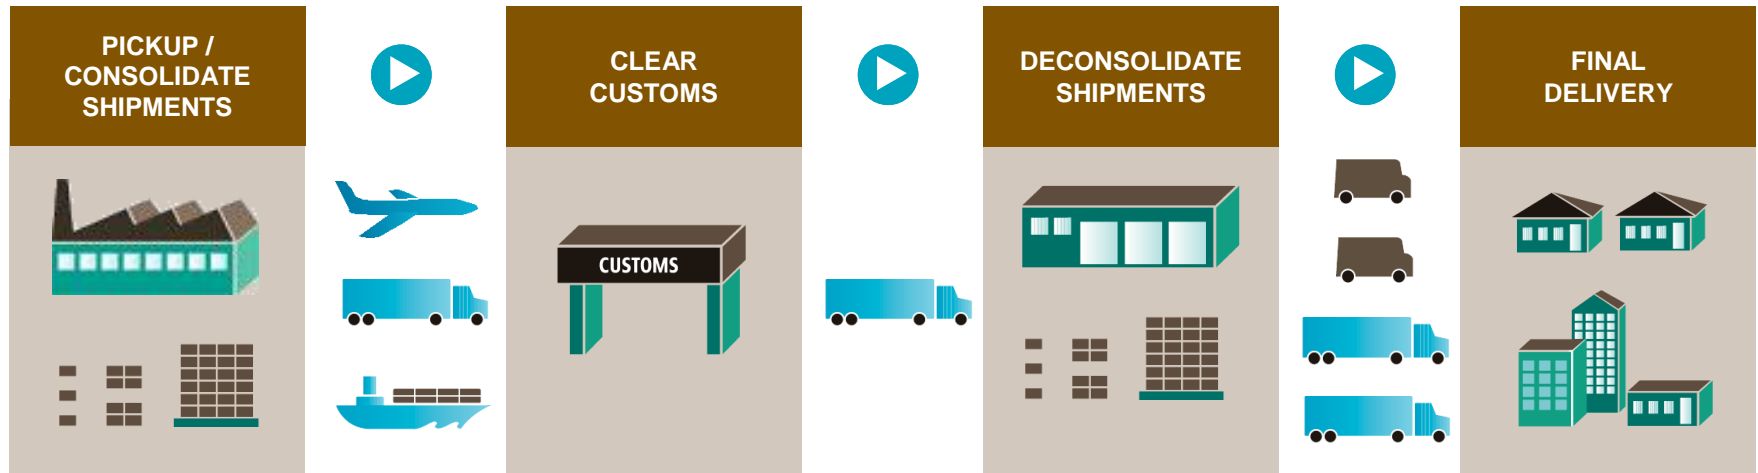 PICKUP /
CONSOLIDATE
SHIPMENTS
CLEAR
CUSTOMS
DECONSOLIDATE
SHIPMENTS
FINAL
DELIVERY
CUSTOMS